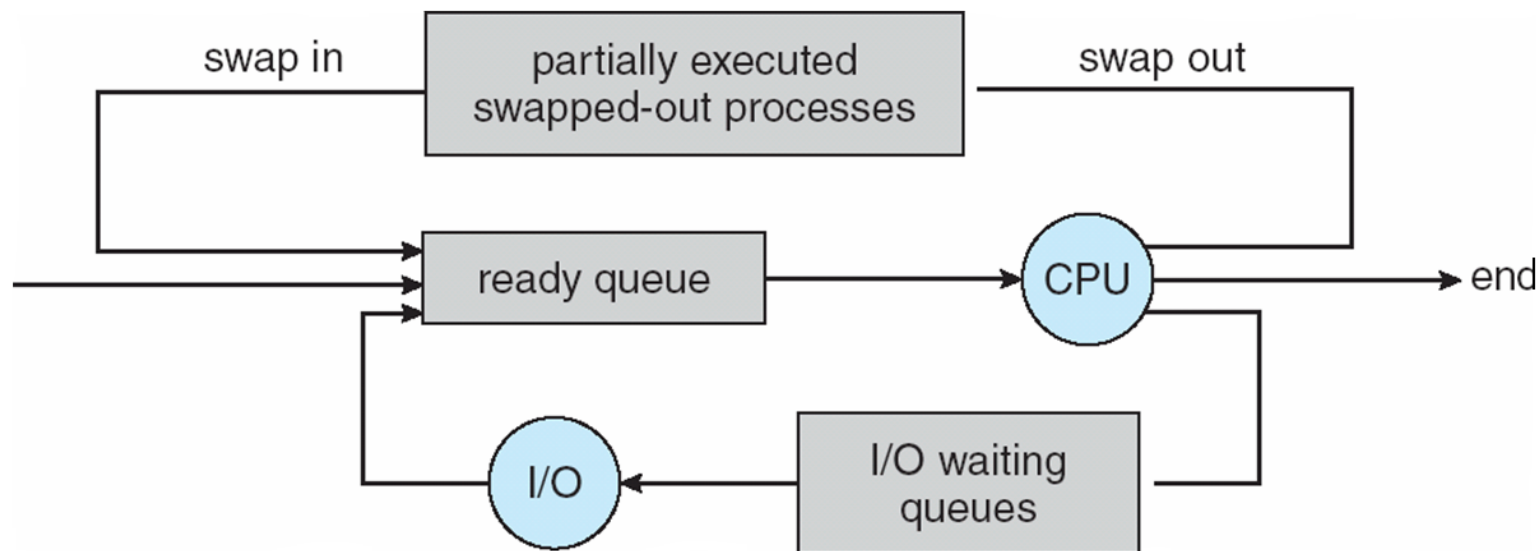 swap in
partially executed
swapped-out processes
swap out
ready queue
CPU
end
I/O
I/O waiting
queues